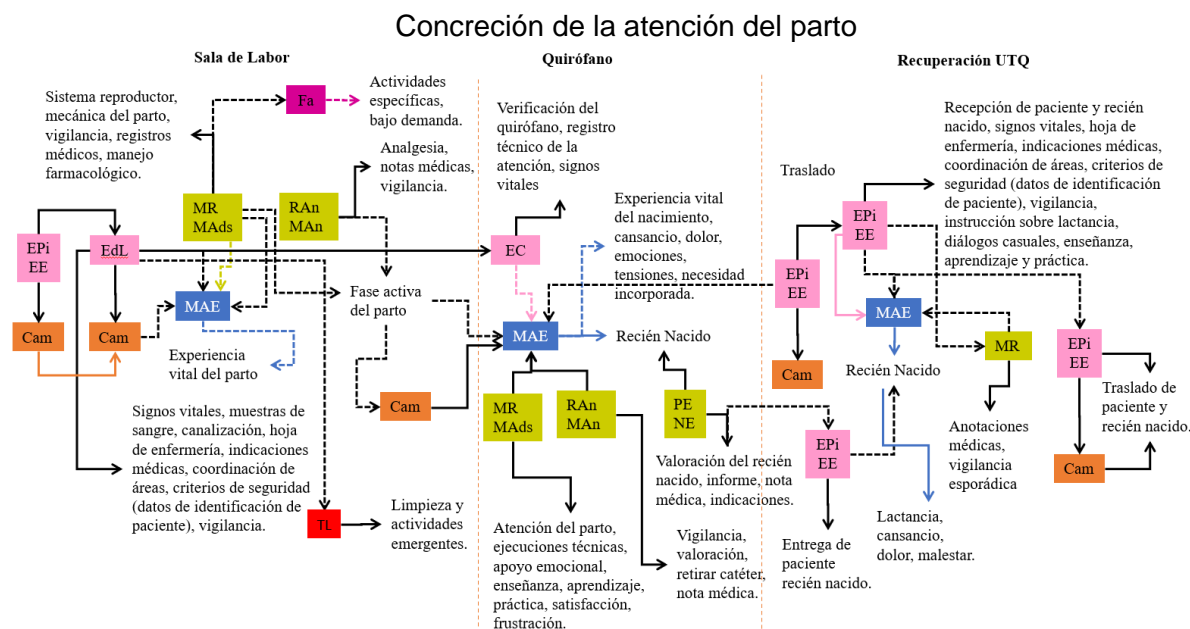 Concreción de la atención del parto
Sala de Labor
Sistema reproductor,
mecánica del parto,
vigilancia, registros
médicos, manejo
farmacológico.
Fa
Actividades
específicas,
bajo demanda.
Analgesia,
notas médicas,
vigilancia.
MR
MAds
RAn
MAn
EPi
EE
EdL
MAE
Cam
Cam
Experiencia
vital del parto
Fase activa
del parto
Cam
Signos vitales, muestras de
sangre, canalización, hoja
de enfermería, indicaciones
médicas, coordinación de
áreas, criterios de seguridad
(datos de identificación de
paciente), vigilancia.
TL
Limpieza y
actividades
emergentes.
Quirófano
Verificación del
quirófano, registro
técnico de la
atención, signos
vitales
EC
Experiencia vital
del nacimiento,
cansancio, dolor,
emociones,
tensiones, necesidad
incorporada.
MAE
Recién Nacido
MR
MAds
RAn
MAn
PE
NE
Valoración del recién
nacido, informe, nota
médica, indicaciones.
Atención del parto,
ejecuciones técnicas,
apoyo emocional,
enseñanza, aprendizaje,
práctica, satisfacción,
frustración.
Vigilancia,
valoración,
retirar catéter,
nota médica.
Recuperación UTQ
Traslado
Recepción de paciente y recién
nacido, signos vitales, hoja de
enfermería, indicaciones médicas,
coordinación de áreas, criterios de
seguridad (datos de identificación
de paciente), vigilancia,
instrucción sobre lactancia,
diálogos casuales, enseñanza,
aprendizaje y práctica.
EPi
EE
EPi
EE
MAE
Cam
Recién Nacido
MR
EPi
EE
Anotaciones
médicas,
vigilancia
esporádica
Traslado de
paciente y
recién nacido.
Cam
EPi
EE
Entrega de
paciente
recién nacido.
Lactancia,
cansancio,
dolor, malestar.